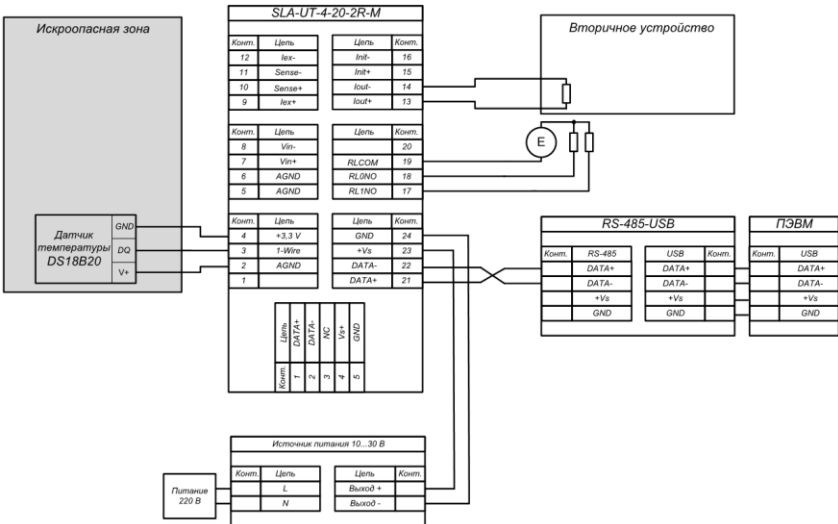 SLA-UT-4-20-2R-M
Искроопасная зона
Вторичное устройство
Конт. Цепь Цепь Конт.
12 Iex- Init- 16
11 Sense- Init+ 15
10 Sense+ Iout- 14
9 Iex+ Iout+ 13
Конт. Цепь Цепь Конт.
8 Vin- 20
7 Vin+ RLCOM 19
6 AGND RL0NO 18
5 AGND RL1NO 17
E
Конт. Цепь Цепь Конт.
4 +3,3 V GND 24
3 1-Wire +Vs 23
2 AGND DATA- 22
1 DATA+ 21
Датчик
температуры
DS18B20
GND
DQ
V+
RS-485-USB
Конт. RS-485 USB Конт.
DATA+ DATA+
DATA- DATA-
+Vs +Vs
GND GND
ПЭВМ
Конт. USB
DATA+
DATA-
+Vs
GND
Конт. Цепь
1 DATA+
2 DATA-
3 NC
4 Vs+
5 GND
Источник питания 10...30 В
Конт. Цепь Цепь Конт.
L Выход +
N Выход -
Питание
220 В